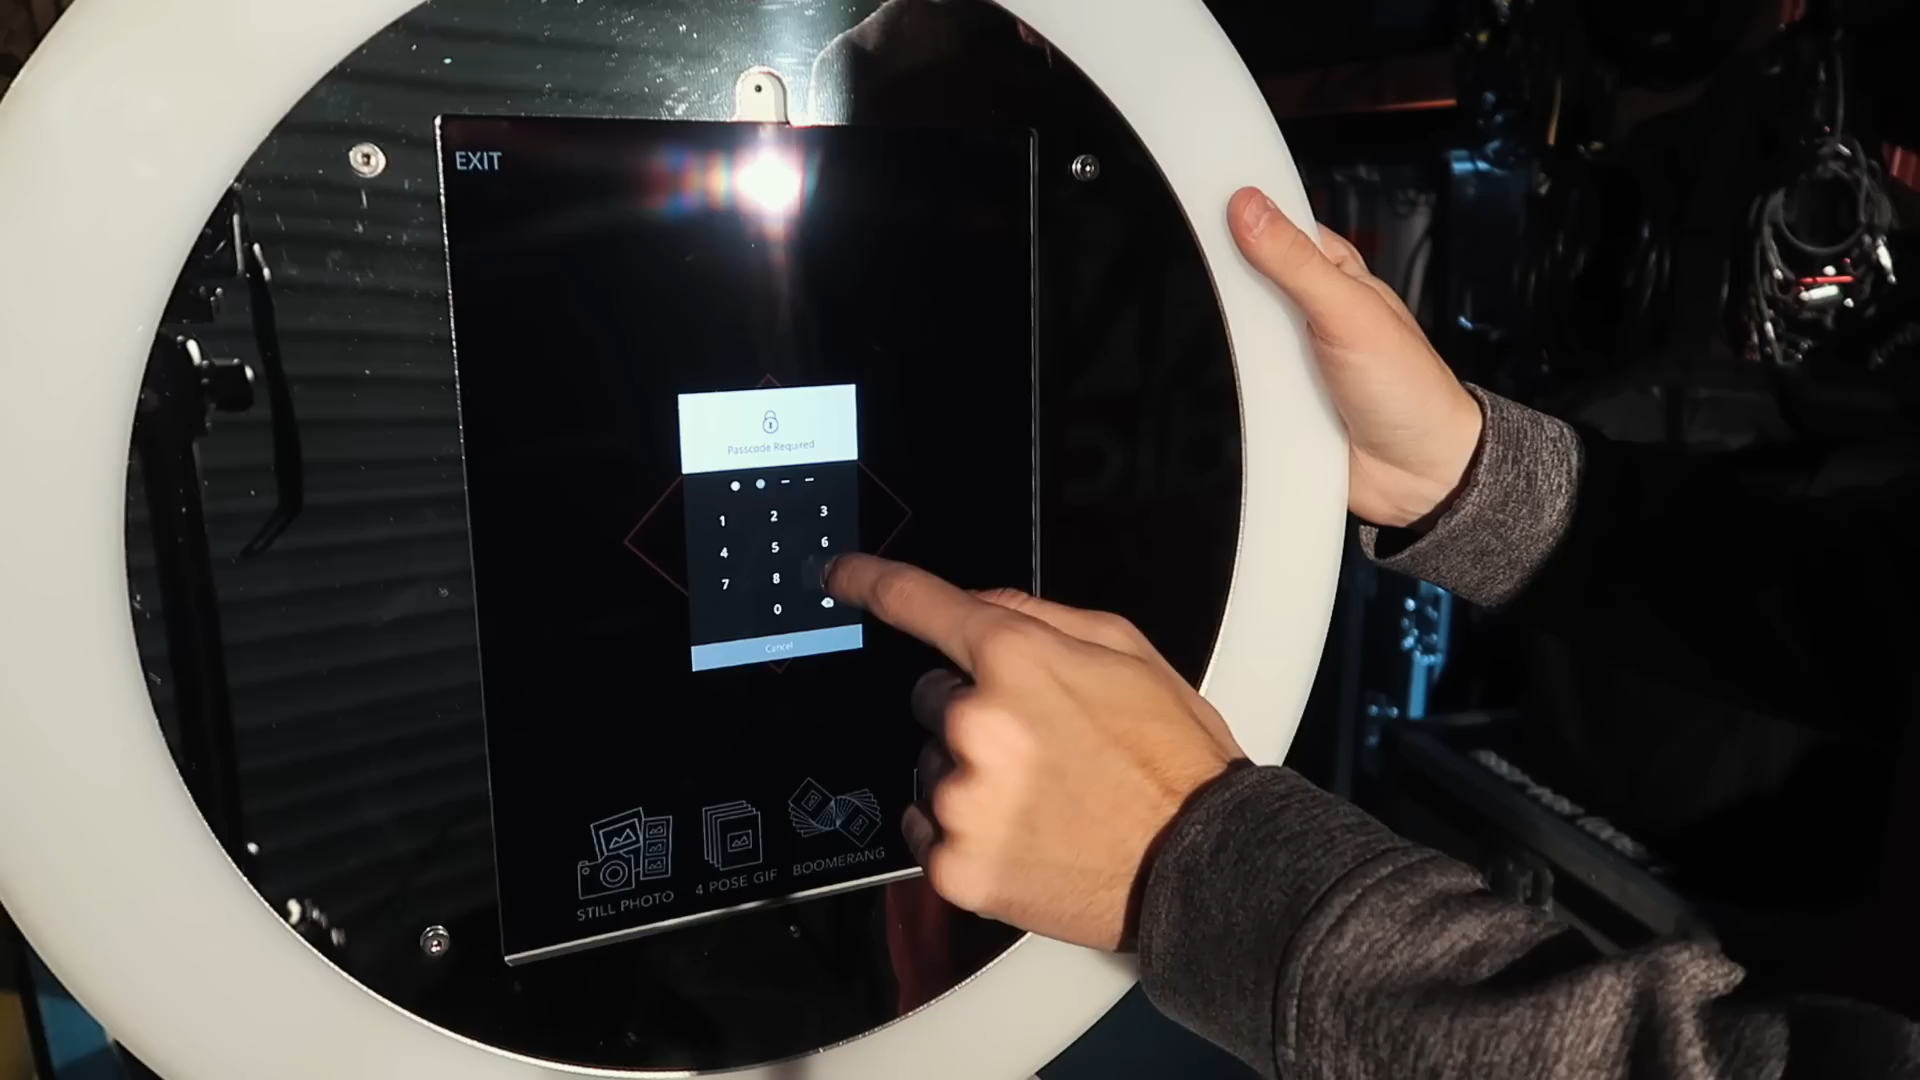 EXIT
Passcode Required
1 2 3
4 5 6
7 8
0
Cancel
STILL PHOTO
4 POSE GIF
BOOMERANG